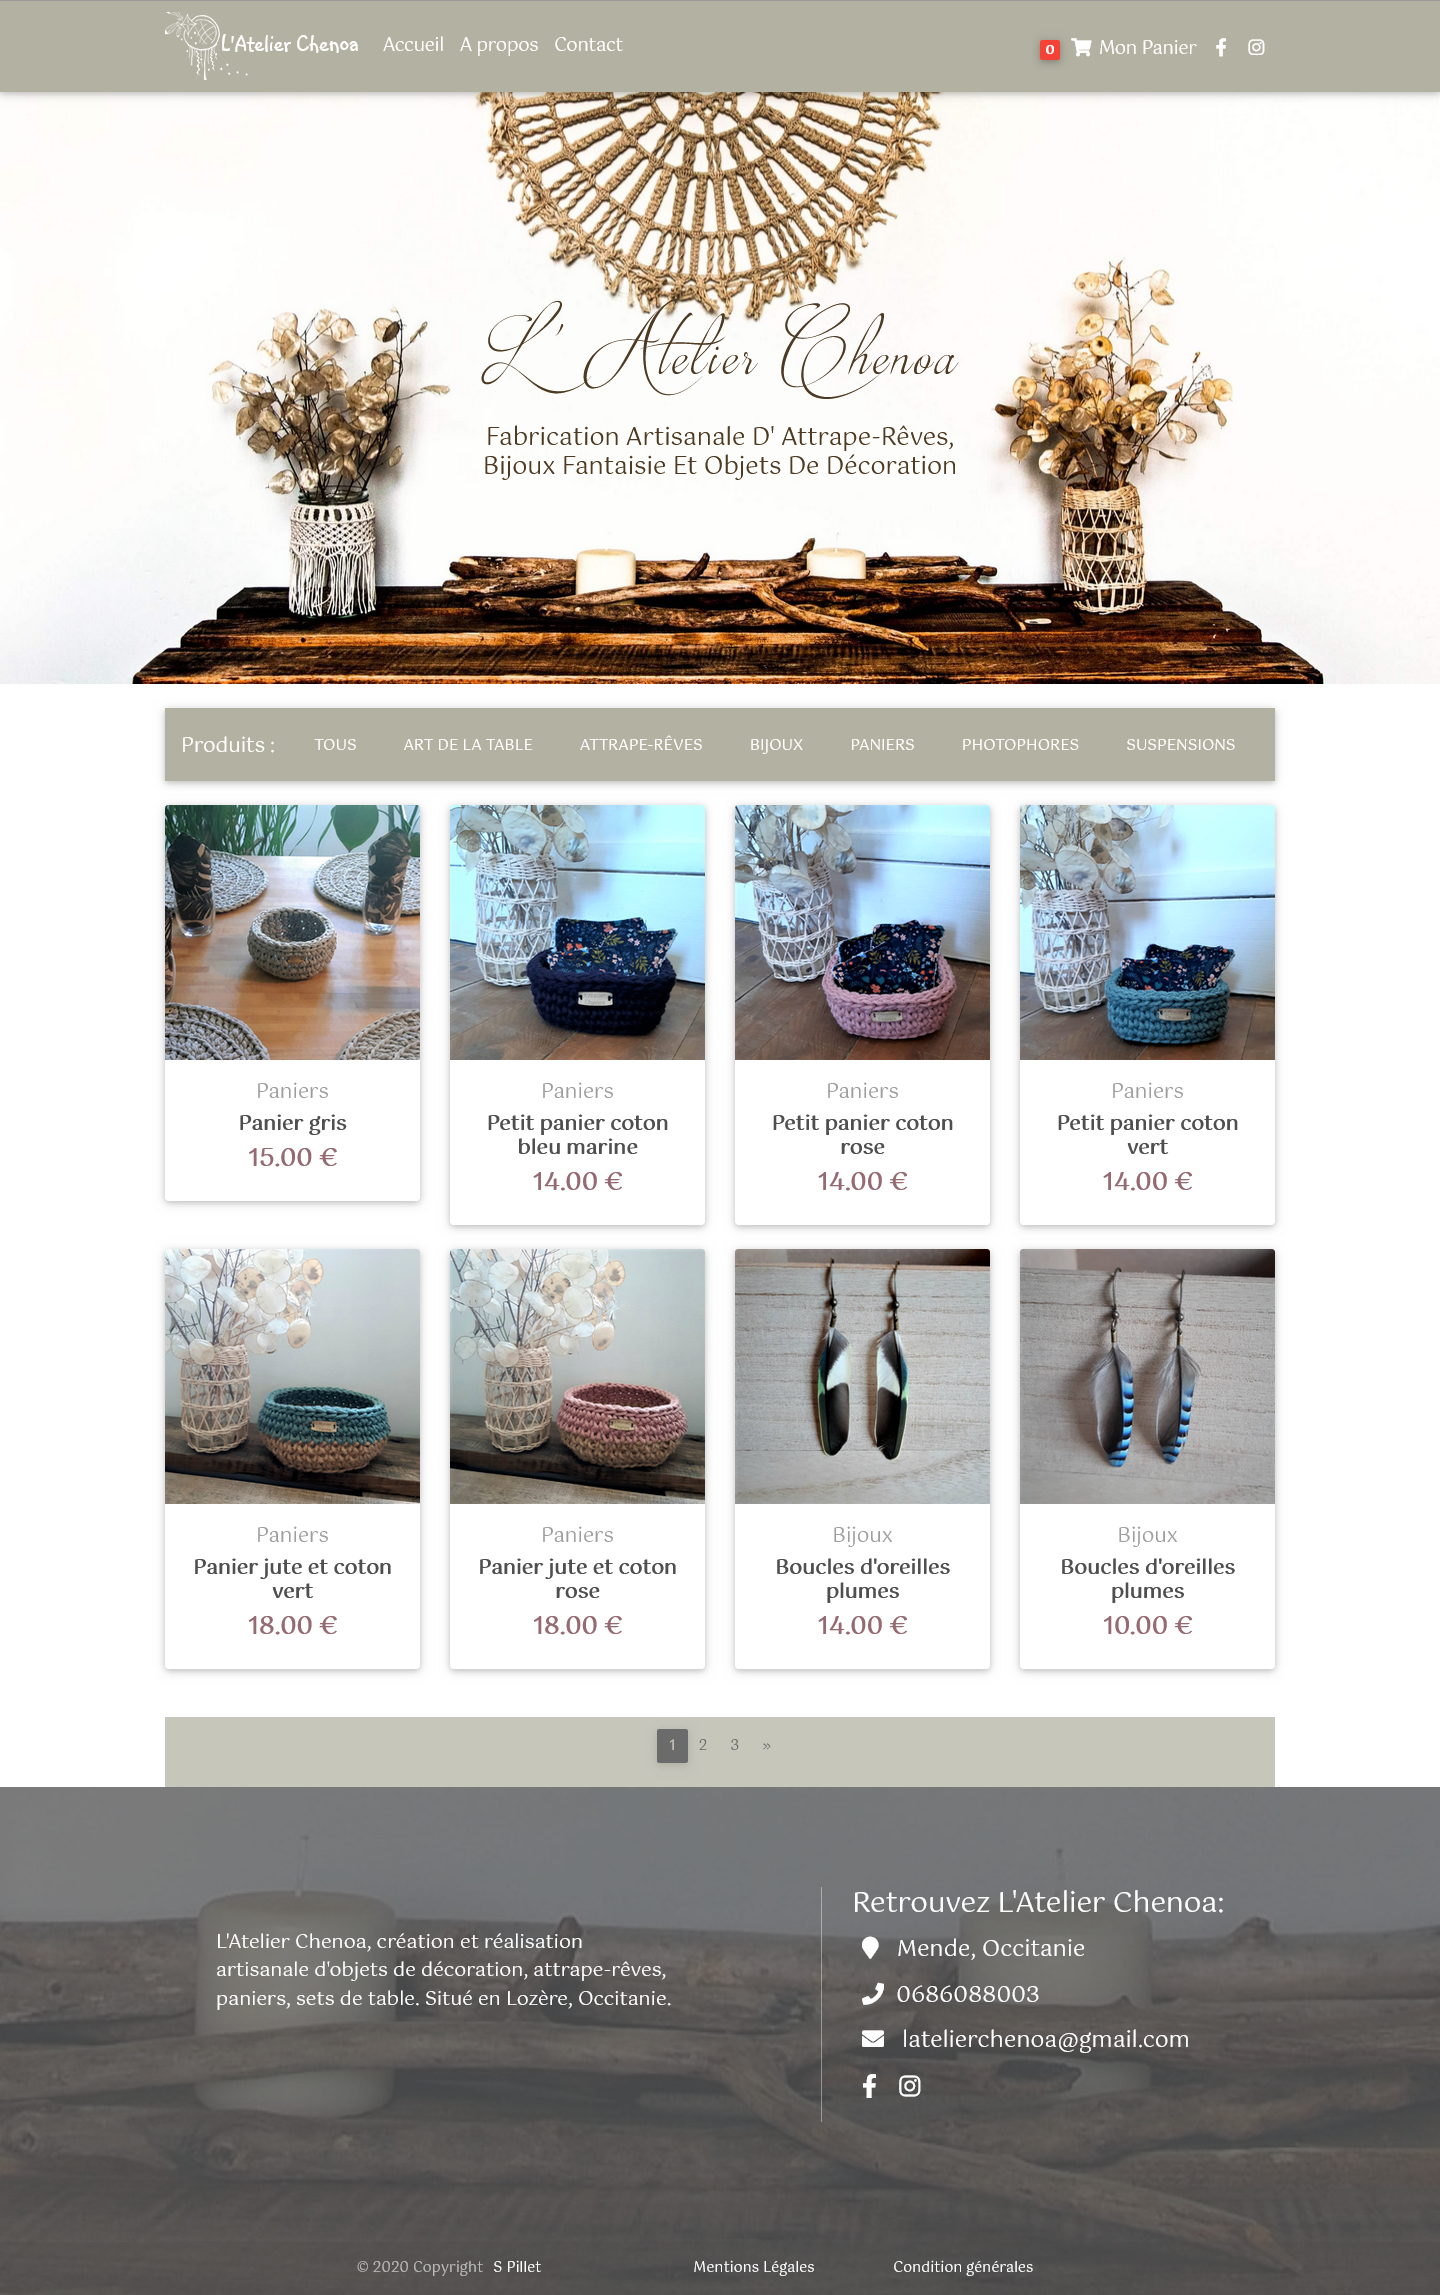 L'Atelier Chenoa
Accueil
A propos
Contact
0
Mon Panier
L' Atelier Chenoa
Fabrication Artisanale D' Attrape-Rêves,
Bijoux Fantaisie Et Objets De Décoration
Produits :
TOUS
ART DE LA TABLE
ATTRAPE-RÊVES
BIJOUX
PANIERS
PHOTOPHORES
SUSPENSIONS
Paniers
Panier gris
15.00 €
Paniers
Petit panier coton
bleu marine
14.00 €
Paniers
Petit panier coton
rose
14.00 €
Paniers
Petit panier coton
vert
14.00 €
Paniers
Panier jute et coton
vert
18.00 €
Paniers
Panier jute et coton
rose
18.00 €
Bijoux
Boucles d'oreilles
plumes
14.00 €
Bijoux
Boucles d'oreilles
plumes
10.00 €
1 2 3 »
L'Atelier Chenoa, création et réalisation
artisanale d'objets de décoration, attrape-rêves,
paniers, sets de table. Situé en Lozère, Occitanie.
Retrouvez L'Atelier Chenoa:
Mende, Occitanie
0686088003
latelierchenoa@gmail.com
© 2020 Copyright S Pillet
Mentions Légales
Condition générales